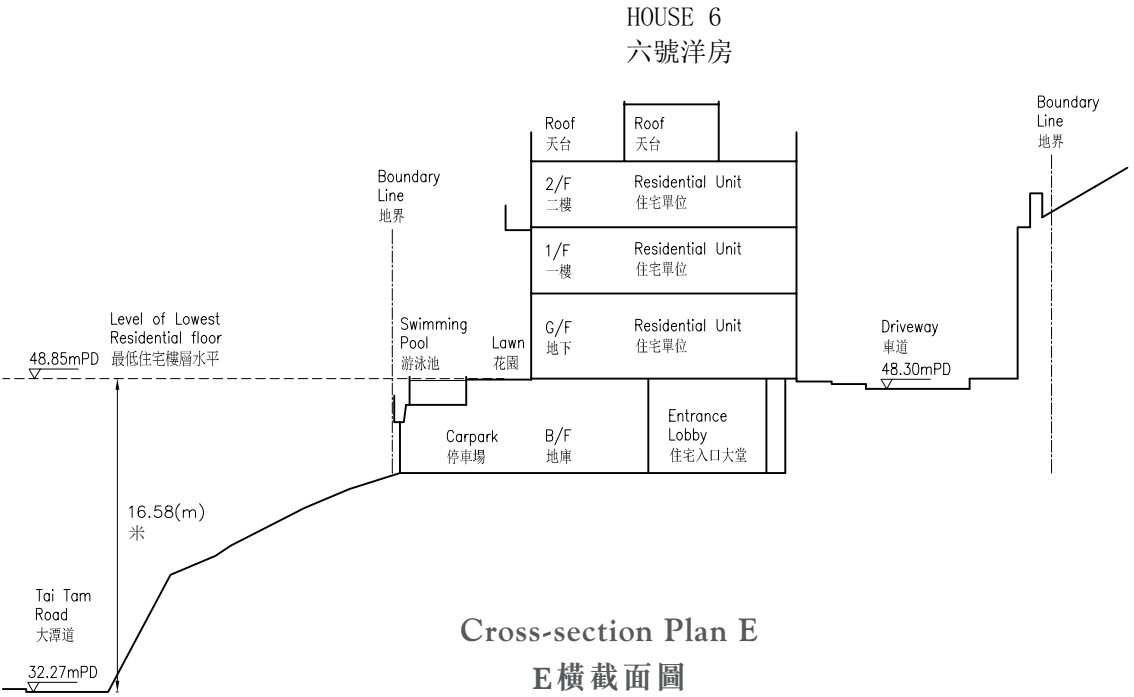 HOUSE 6
六號洋房
Boundary
Line
地界
Roof
天台
Roof
天台
Boundary
Line
地界
2/F
二樓
Residential Unit
住宅單位
1/F
一樓
Residential Unit
住宅單位
Level of Lowest
Residential floor
最低住宅樓層水平
48.85mPD
Swimming
Pool
游泳池
Lawn
花園
G/F
地下
Residential Unit
住宅單位
Driveway
車道
48.30mPD
Carpark
停車場
B/F
地庫
Entrance
Lobby
住宅入口大堂
16.58(m)
米
Tai Tam
Road
大潭道
32.27mPD
Cross-section Plan E
E橫截面圖